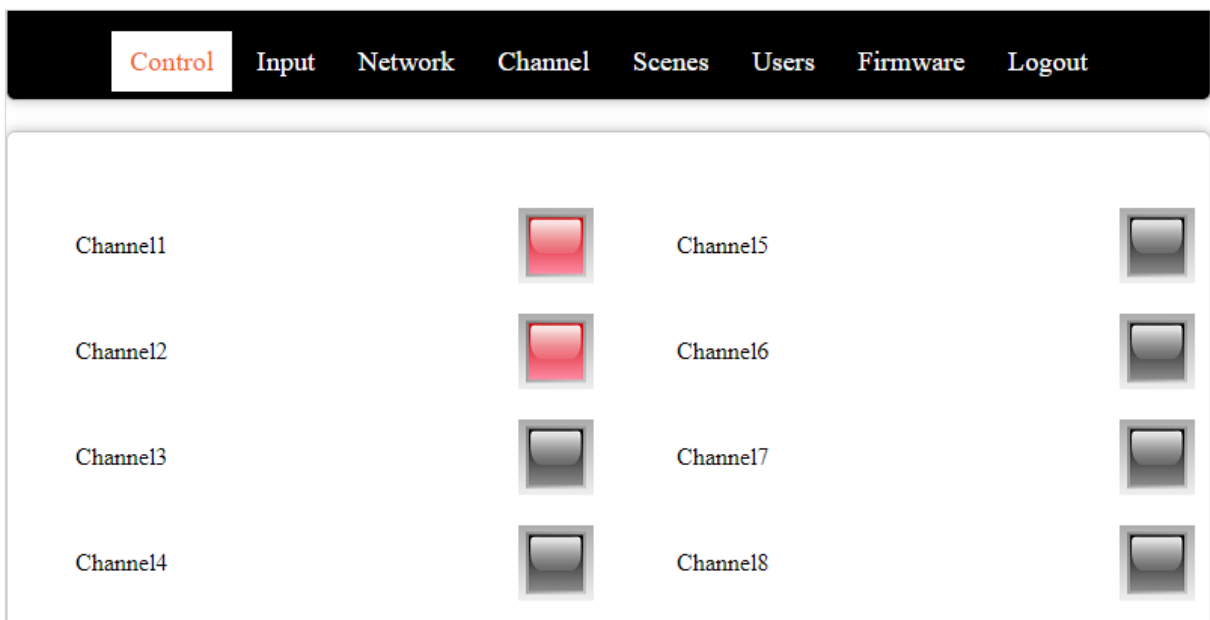 Control Input Network Channel Scenes Users Firmware Logout
Channel1 Channel5
Channel2 Channel6
Channel3 Channel7
Channel4 Channel8